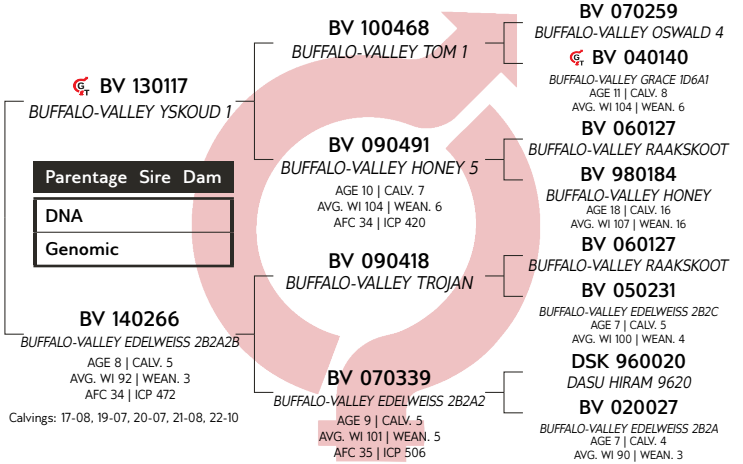 BV 130117
BUFFALO-VALLEY YSKOUD 1
Parentage Sire Dam
DNA
Genomic
BV 140266
BUFFALO-VALLEY EDELWEISS 2B2A2B
AGE 8 | CALV. 5
AVG. WI 92 | WEAN. 3
AFC 34 | ICP 472
Calvings: 17-08, 19-07, 20-07, 21-08, 22-10
BV 100468
BUFFALO-VALLEY TOM 1
BV 090491
BUFFALO-VALLEY HONEY 5
AGE 10 | CALV. 7
AVG. WI 104 | WEAN. 6
AFC 34 | ICP 420
BV 090418
BUFFALO-VALLEY TROJAN
BV 070339
BUFFALO-VALLEY EDELWEISS 2B2A2
AGE 9 | CALV. 5
AVG. WI 101 | WEAN. 5
AFC 35 | ICP 506
BV 070259
BUFFALO-VALLEY OSWALD 4
GT BV 040140
BUFFALO-VALLEY GRACE 1D6A1
AGE 11 | CALV. 8
AVG. WI 104 | WEAN. 6
BV 060127
BUFFALO-VALLEY RAAKSKOOT
BV 980184
BUFFALO-VALLEY HONEY
AGE 18 | CALV. 16
AVG. WI 107 | WEAN. 16
BV 060127
BUFFALO-VALLEY RAAKSKOOT
BV 050231
BUFFALO-VALLEY EDELWEISS 2B2C
AGE 7 | CALV. 5
AVG. WI 100 | WEAN. 4
DSK 960020
DASU HIRAM 9620
BV 020027
BUFFALO-VALLEY EDELWEISS 2B2A
AGE 7 | CALV. 4
AVG. WI 90 | WEAN. 3